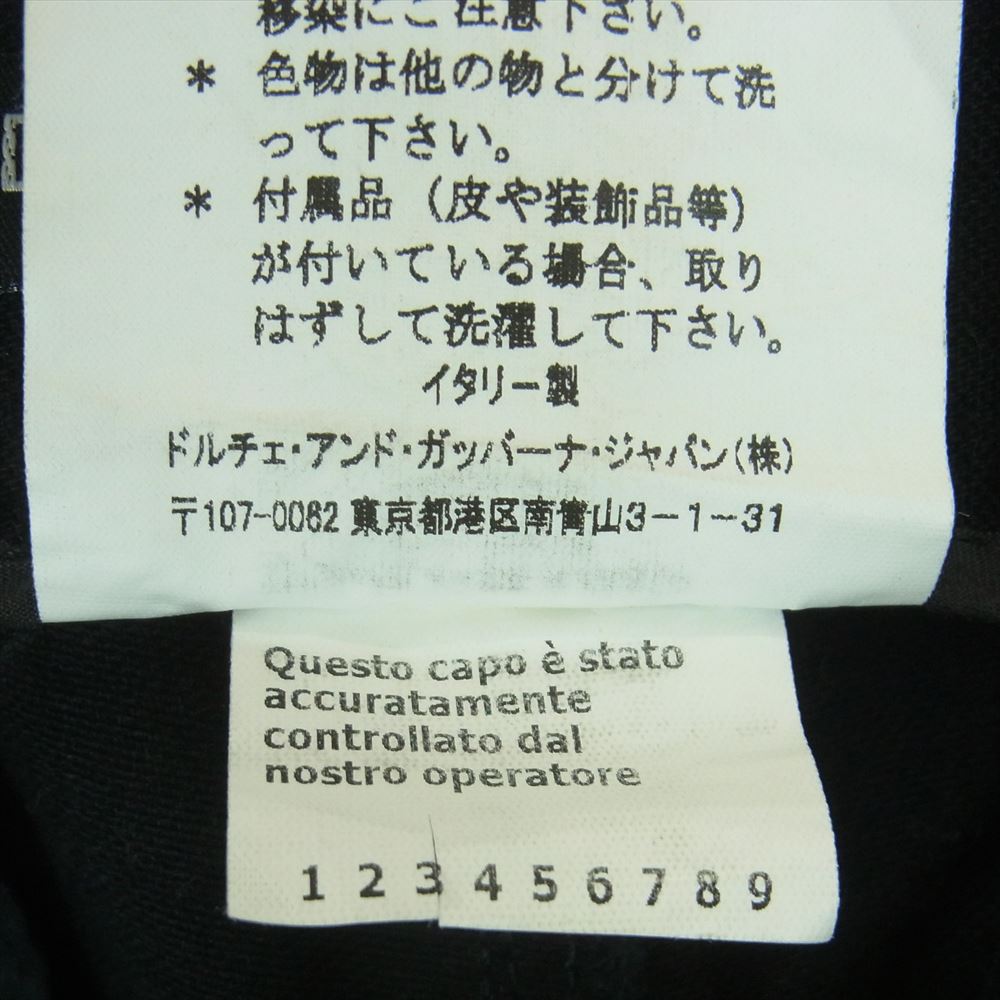 移染にご注意下さい。
* 色物は他の物と分けて洗
って下さい。
* 付属品（皮や装飾品等）
が付いている場合、取り
はずして洗濯して下さい。
イタリー製
ドルチェ・アンド・ガッバーナ・ジャパン(株)
〒107-0062 東京都港区南青山3-1-31
Questo capo è stato
accuratamente
controllato dal
nostro operatore
1 2 3 4 5 6 7 8 9